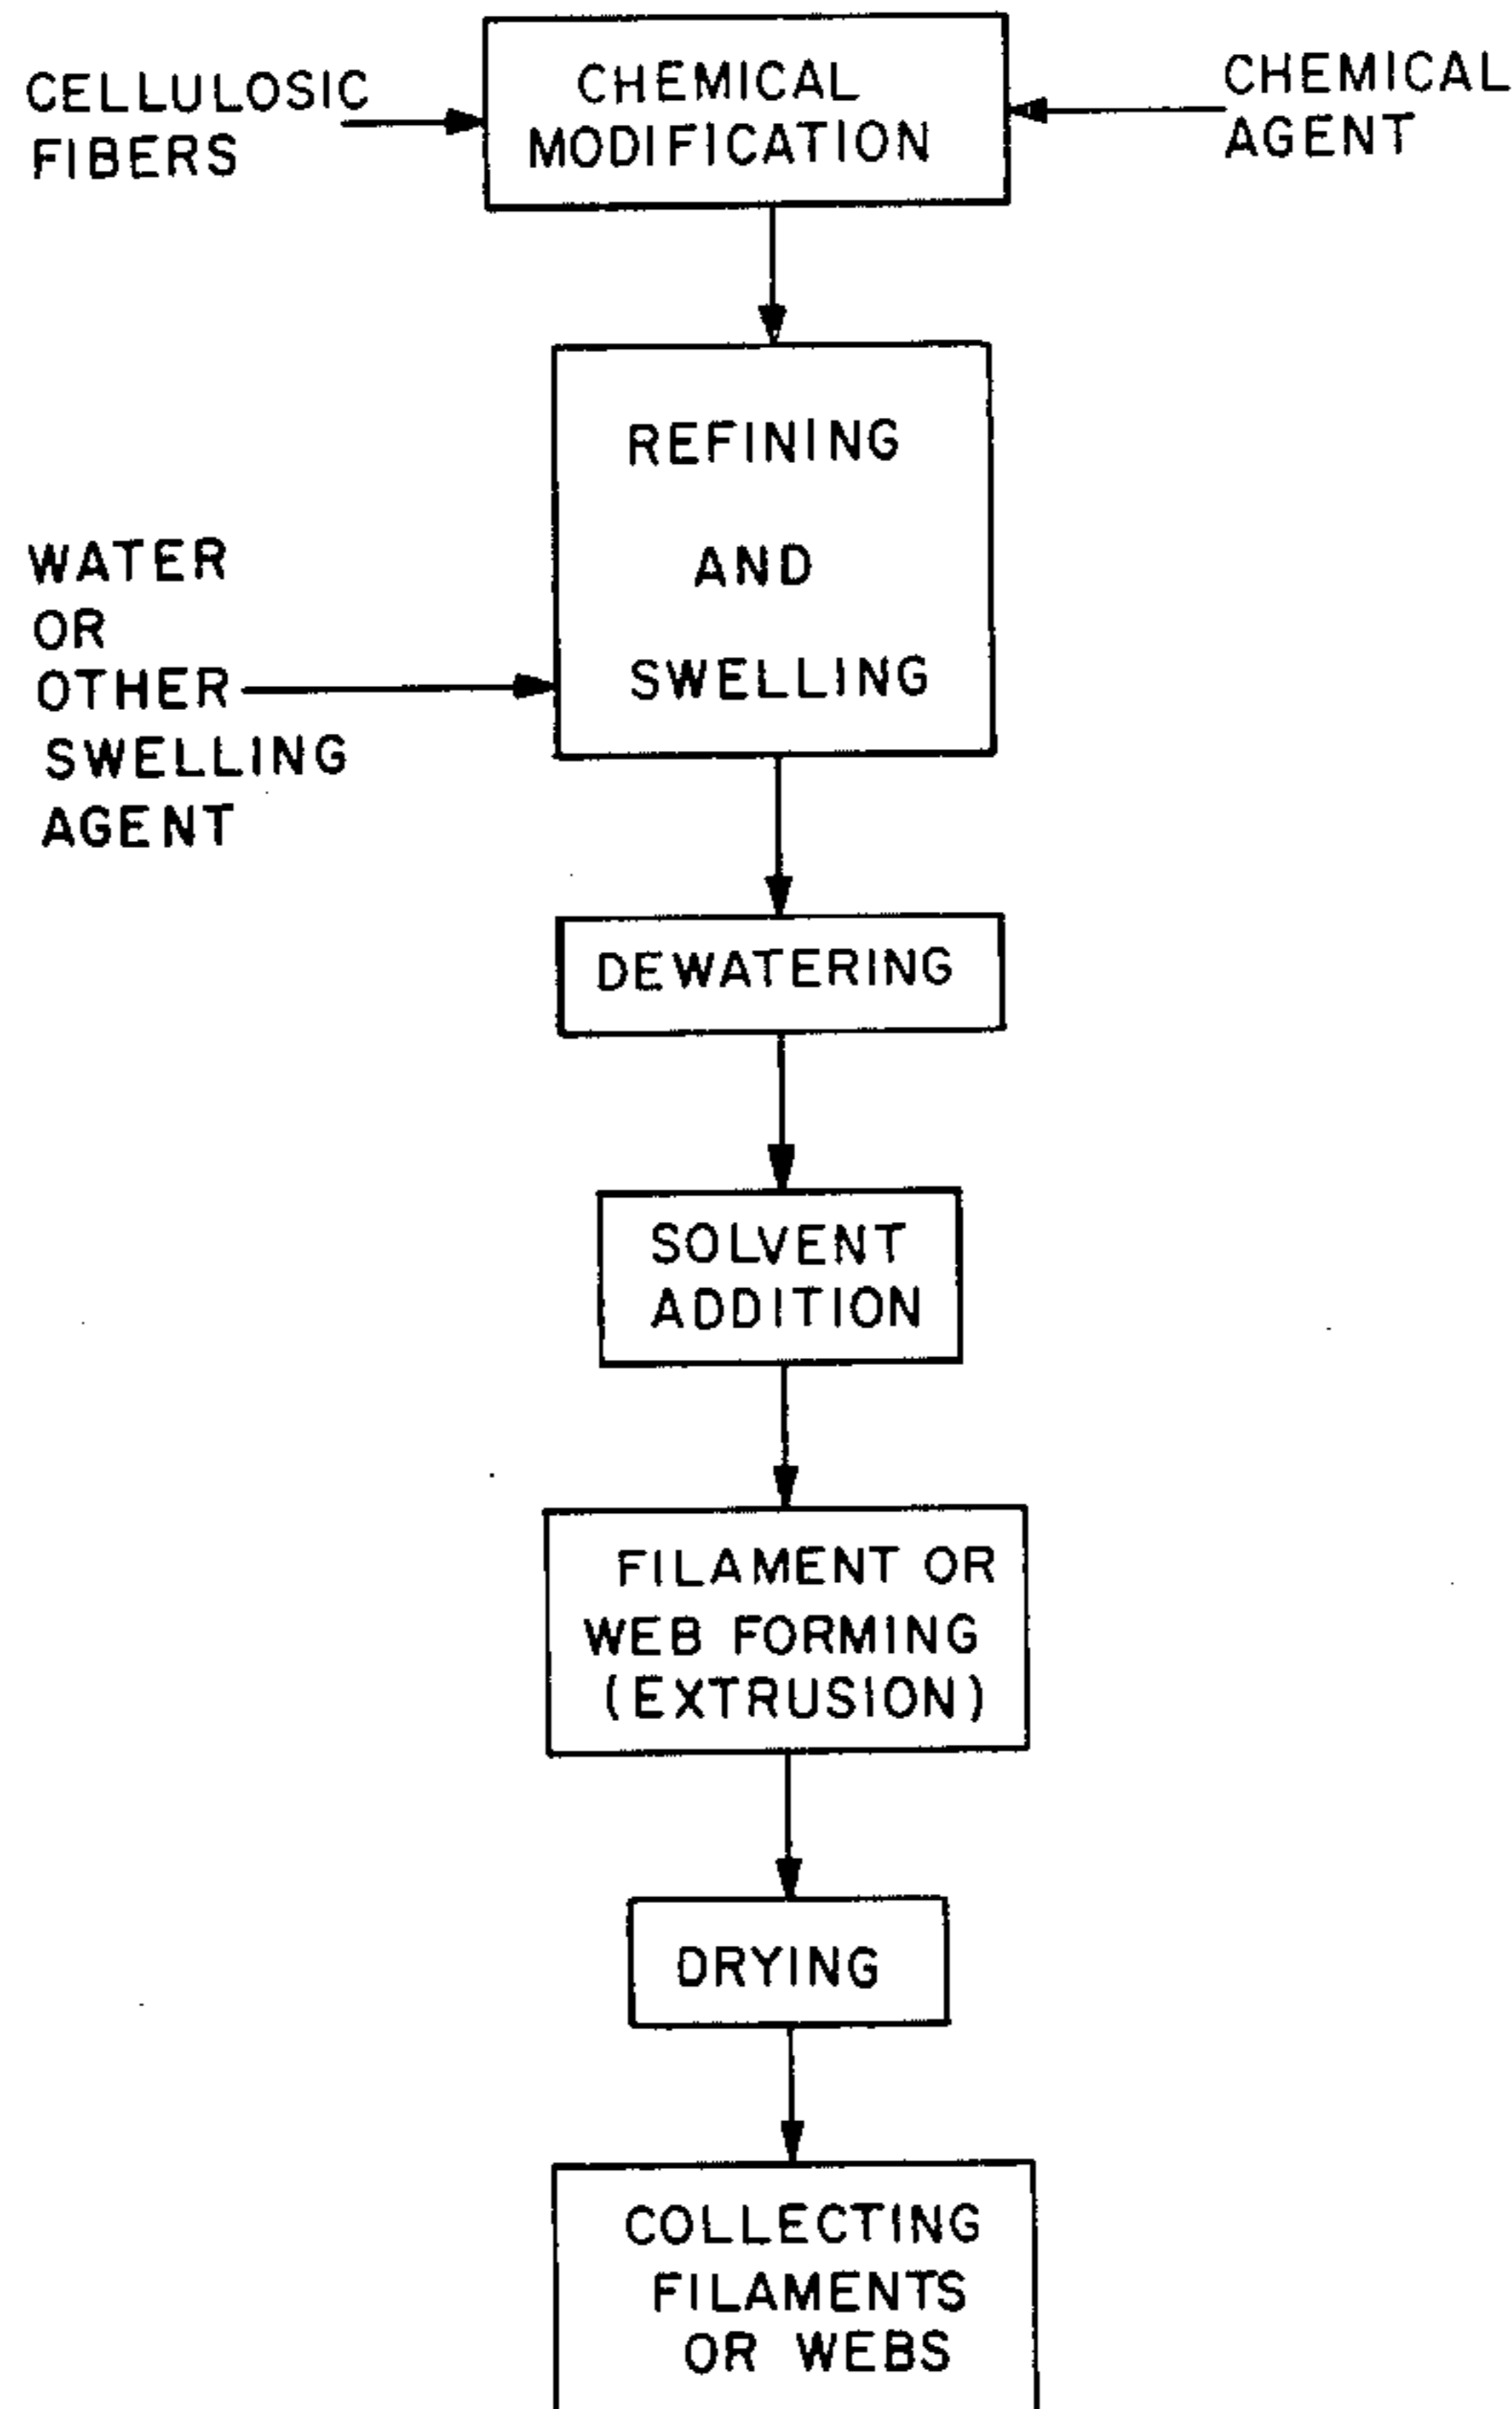 CELLULOSIC
FIBERS
CHEMICAL
MODIFICATION
CHEMICAL
AGENT
REFINING
AND
SWELLING
WATER
OR
OTHER
SWELLING
AGENT
DEWATERING
SOLVENT
ADDITION
FILAMENT OR
WEB FORMING
(EXTRUSION)
DRYING
COLLECTING
FILAMENTS
OR WEBS